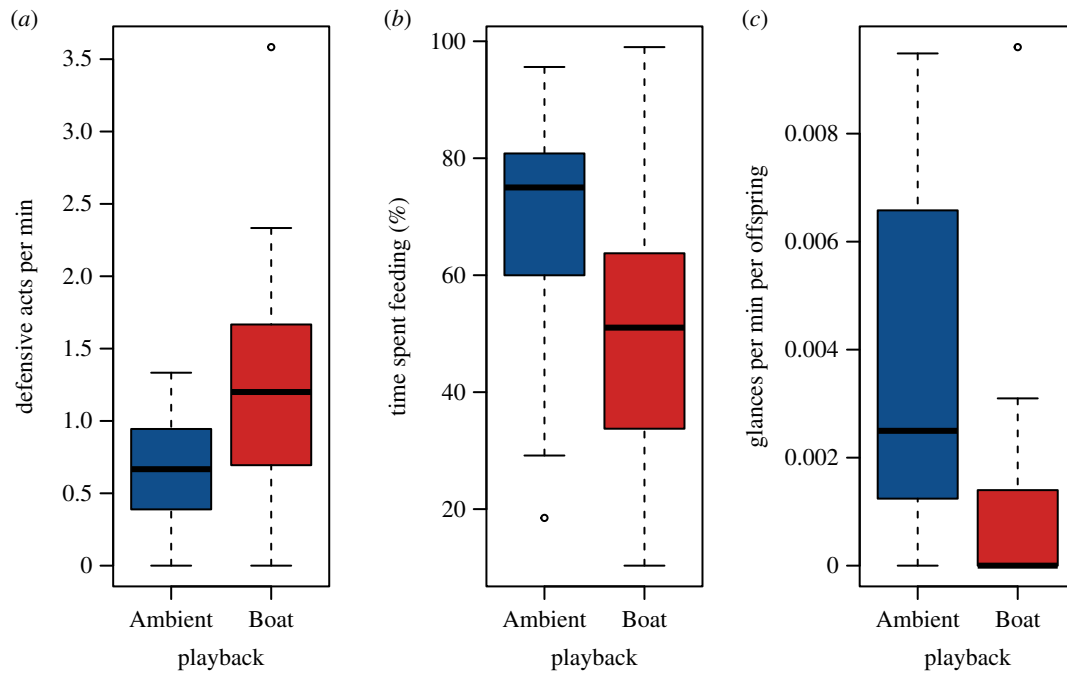 (a)
defensive acts per min
3.5
3.0
2.5
2.0
1.5
1.0
0.5
0
Ambient Boat
playback
(b)
time spent feeding (%)
100
80
60
40
20
Ambient Boat
playback
(c)
glances per min per offspring
0.008
0.006
0.004
0.002
0
Ambient Boat
playback